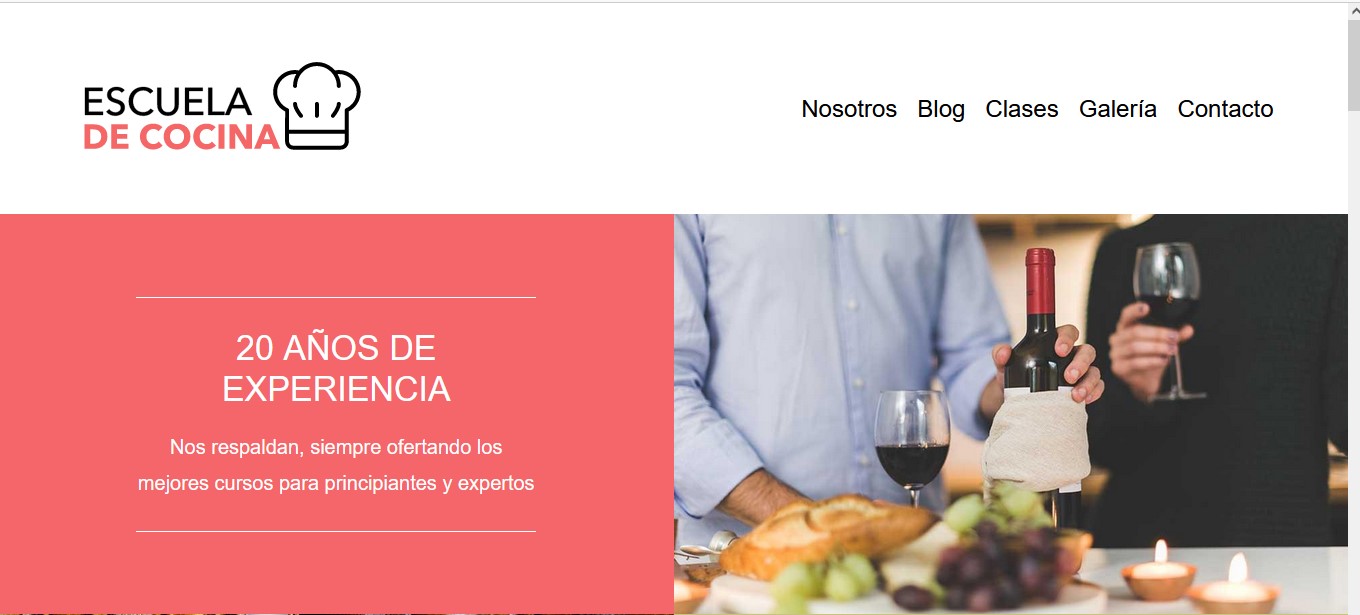 ESCUELA
DE COCINA
Nosotros Blog Clases Galería Contacto
20 AÑOS DE
EXPERIENCIA
Nos respaldan, siempre ofertando los
mejores cursos para principiantes y expertos